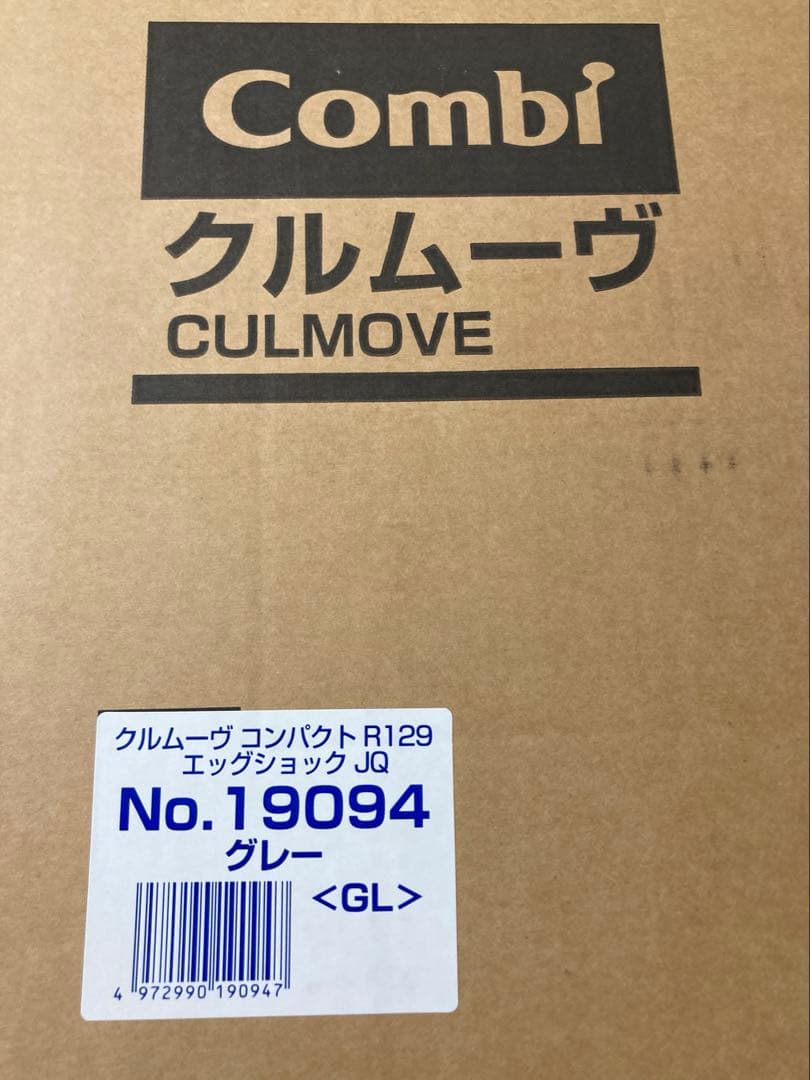 Combi
クルムーヴ
CULMOVE
クルムーヴ コンパクト R129
エッグショック JQ
No.19094
グレー
<GL>
4 972990 190947